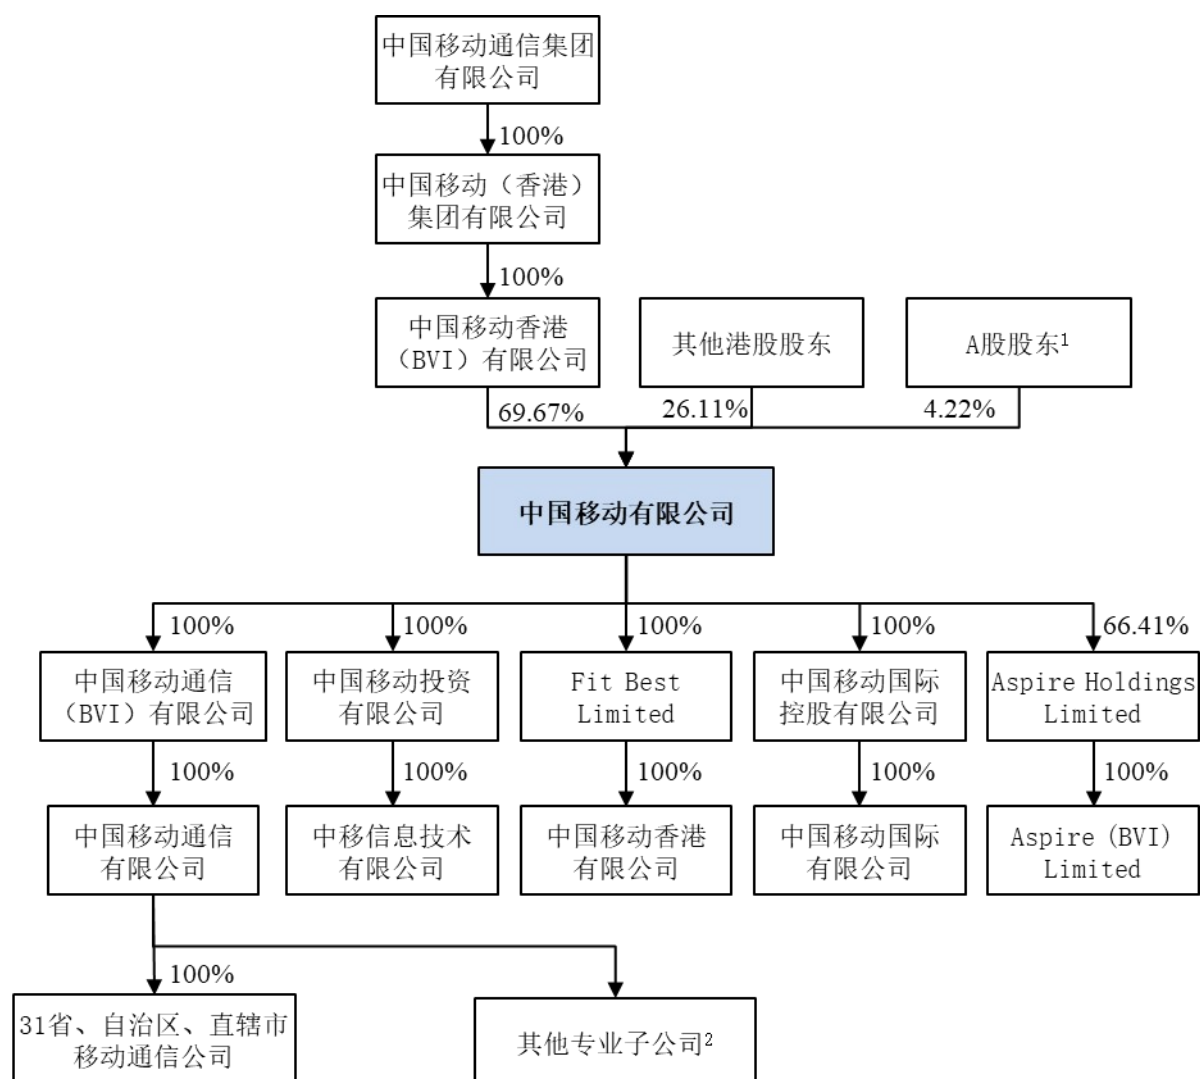 中国移动通信集团
有限公司
100%
中国移动（香港）
集团有限公司
100%
中国移动香港
（BVI）有限公司
其他港股股东
A股股东¹
69.67%
26.11%
4.22%
中国移动有限公司
100%
100%
100%
100%
66.41%
中国移动通信
（BVI）有限公司
中国移动投资
有限公司
Fit Best
Limited
中国移动国际
控股有限公司
Aspire Holdings
Limited
100%
100%
100%
100%
100%
中国移动通信
有限公司
中移信息技术
有限公司
中国移动香港
有限公司
中国移动国际
有限公司
Aspire (BVI)
Limited
100%
31省、自治区、直辖市
移动通信公司
其他专业子公司²